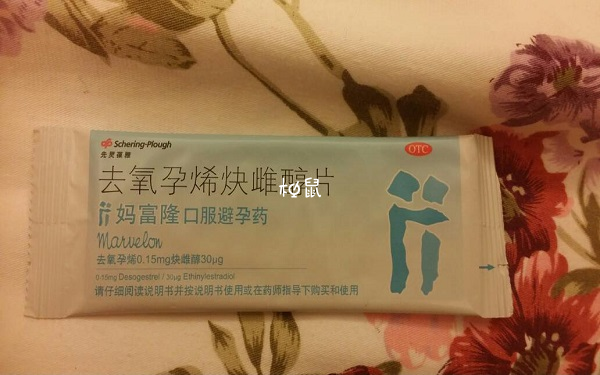 Schering-Plough
先灵葆雅
OTC
去氧孕烯炔雌醇片
妈富隆口服避孕药
Marvelon
去氧孕烯0.15mg炔雌醇30μg
0.15mg Desogestrel / 30μg Ethinylestradiol
请仔细阅读说明书并按说明书使用或在药师指导下购买和使用